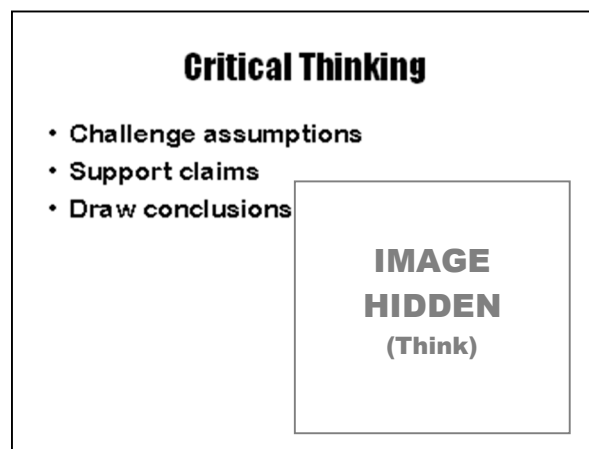 Critical Thinking
• Challenge assumptions
• Support claims
• Draw conclusions
IMAGE
HIDDEN
(Think)